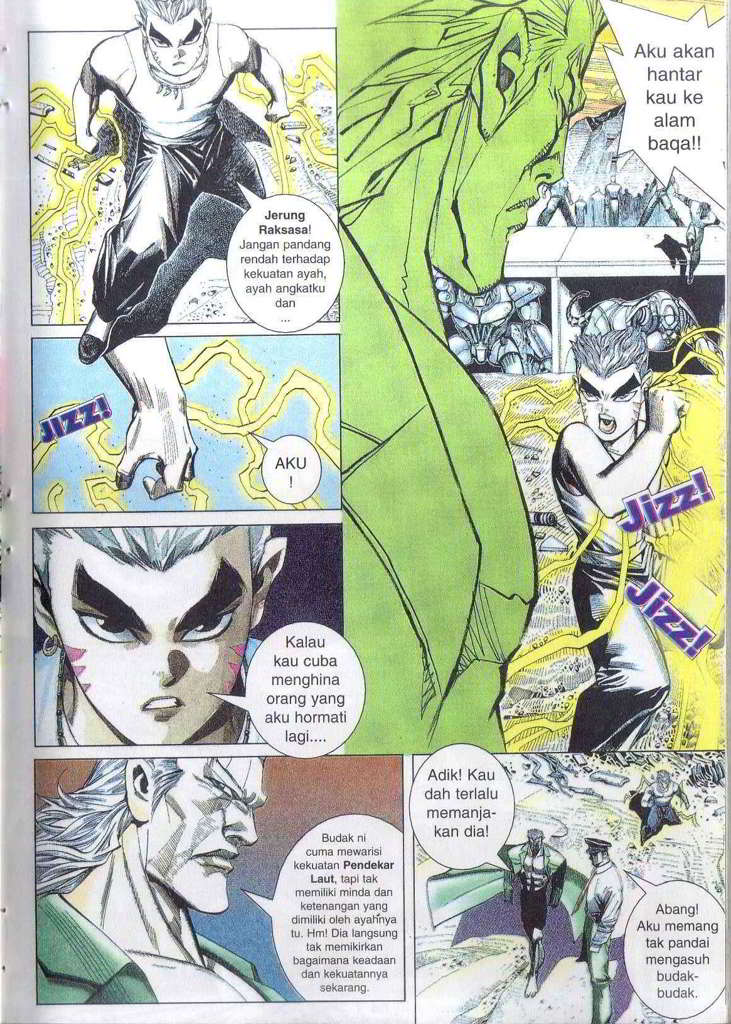 Jerung
Raksasa!
Jangan pandang
rendah terhadap
kekuatan ayah,
ayah angkatku
dan
...
JIZZ!
AKU
!
Kalau
kau cuba
menghina
orang yang
aku hormati
lagi....
Aku akan
hantar
kau ke
alam
baqa!!
Jizz!
Jizz!
Budak ni
cuma mewarisi
kekuatan Pendekar
Laut, tapi tak
memiliki minda dan
ketenangan yang
dimiliki oleh ayahnya
tu. Hm! Dia langsung
tak memikirkan
bagaimana keadaan
dan kekuatannya
sekarang.
Adik! Kau
dah terlalu
memanja-
kan dia!
Abang!
Aku memang
tak pandai
mengasuh
budak-
budak.